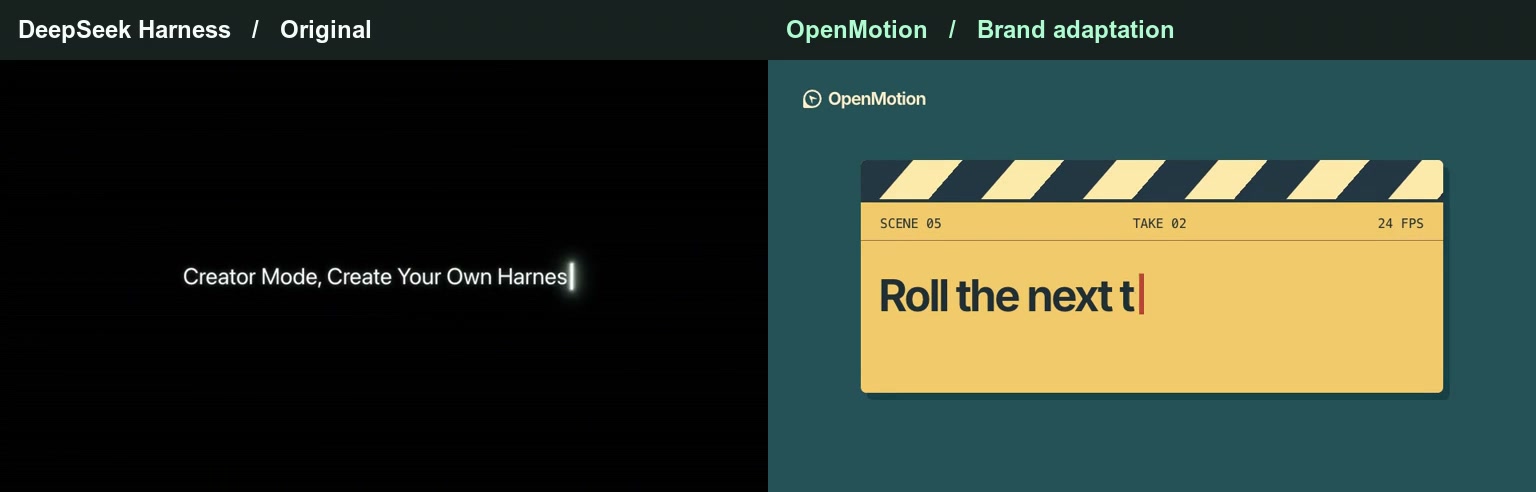 DeepSeek Harness / Original
OpenMotion / Brand adaptation
Creator Mode, Create Your Own Harnes
OpenMotion
SCENE 05 TAKE 02 24 FPS
Roll the next t